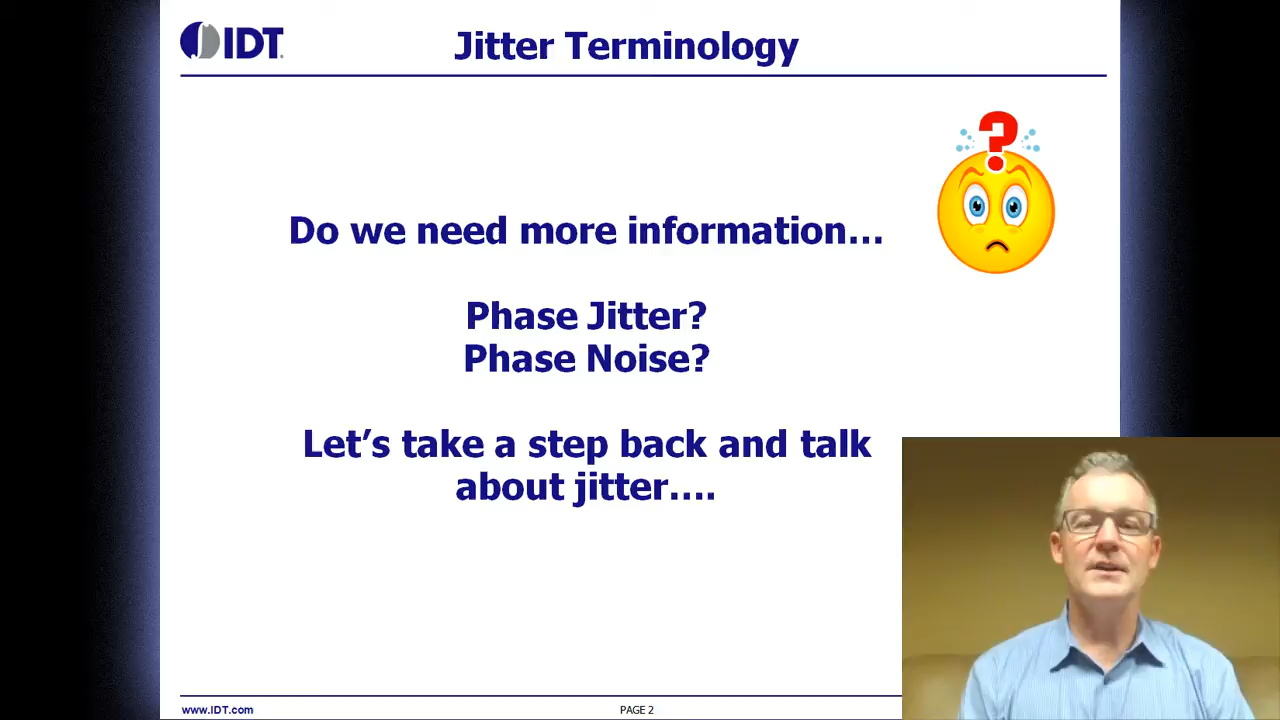 IDT
Jitter Terminology
?
Do we need more information...
Phase Jitter?
Phase Noise?
Let's take a step back and talk
about jitter....
www.IDT.com
PAGE 2